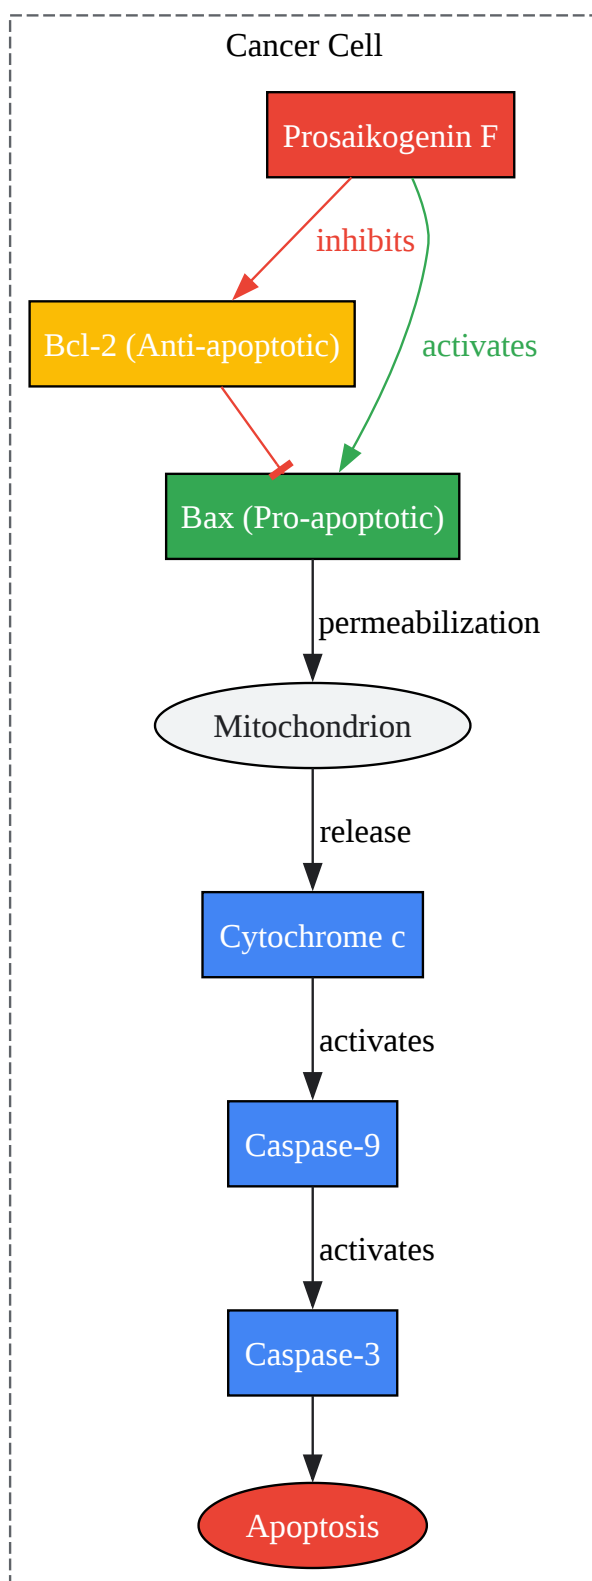 Cancer Cell
Prosaikogenin F
inhibits
Bcl-2 (Anti-apoptotic)
activates
Bax (Pro-apoptotic)
permeabilization
Mitochondrion
release
Cytochrome c
activates
Caspase-9
activates
Caspase-3
Apoptosis